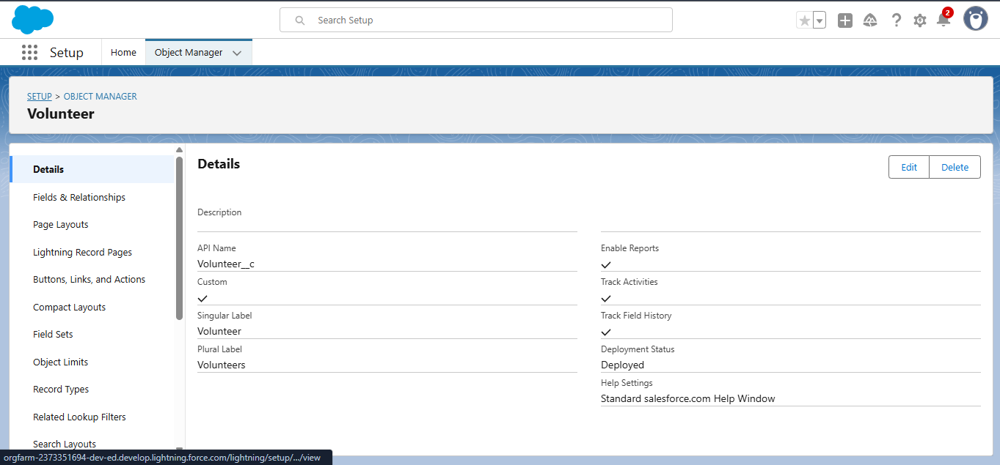 Search Setup
2
Setup
Home
Object Manager
SETUP > OBJECT MANAGER
Volunteer
Details
Fields & Relationships
Page Layouts
Lightning Record Pages
Buttons, Links, and Actions
Compact Layouts
Field Sets
Object Limits
Record Types
Related Lookup Filters
Search Layouts
Details
Edit
Delete
Description
API Name
Volunteer__c
Custom
Singular Label
Volunteer
Plural Label
Volunteers
Enable Reports
Track Activities
Track Field History
Deployment Status
Deployed
Help Settings
Standard salesforce.com Help Window
orgfarm-2373351694-dev-ed.develop.lightning.force.com/lightning/setup/.../view